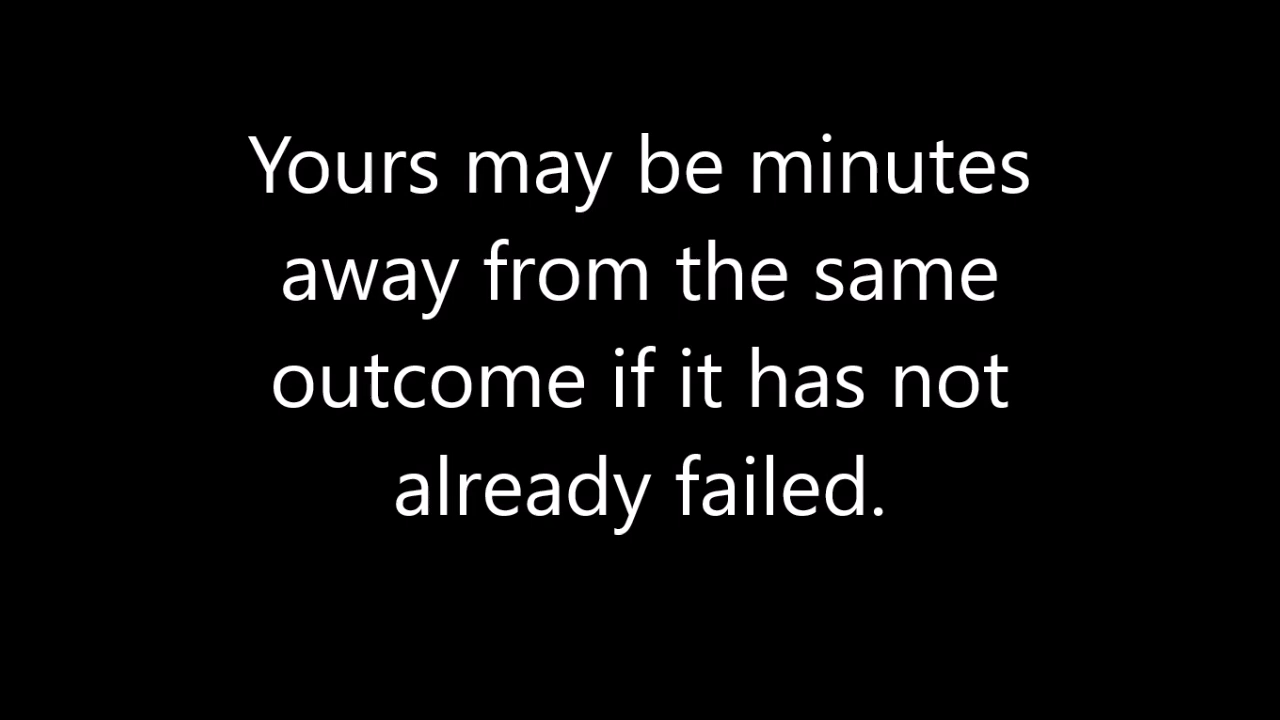 Yours may be minutes
away from the same
outcome if it has not
already failed.